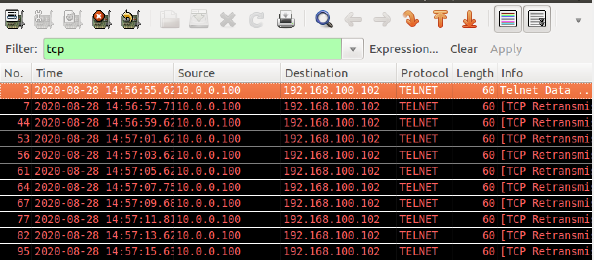 Filter: tcp Expression... Clear Apply
No. Time Source Destination Protocol Length Info
3 2020-08-28 14:56:55.62 10.0.0.100 192.168.100.102 TELNET 60 Telnet Data ..
7 2020-08-28 14:56:57.71 10.0.0.100 192.168.100.102 TELNET 60 [TCP Retransmi
44 2020-08-28 14:56:59.62 10.0.0.100 192.168.100.102 TELNET 60 [TCP Retransmi
53 2020-08-28 14:57:01.62 10.0.0.100 192.168.100.102 TELNET 60 [TCP Retransmi
56 2020-08-28 14:57:03.62 10.0.0.100 192.168.100.102 TELNET 60 [TCP Retransmi
61 2020-08-28 14:57:05.62 10.0.0.100 192.168.100.102 TELNET 60 [TCP Retransmi
64 2020-08-28 14:57:07.75 10.0.0.100 192.168.100.102 TELNET 60 [TCP Retransmi
67 2020-08-28 14:57:09.66 10.0.0.100 192.168.100.102 TELNET 60 [TCP Retransmi
77 2020-08-28 14:57:11.81 10.0.0.100 192.168.100.102 TELNET 60 [TCP Retransmi
82 2020-08-28 14:57:13.62 10.0.0.100 192.168.100.102 TELNET 60 [TCP Retransmi
95 2020-08-28 14:57:15.63 10.0.0.100 192.168.100.102 TELNET 60 [TCP Retransmi